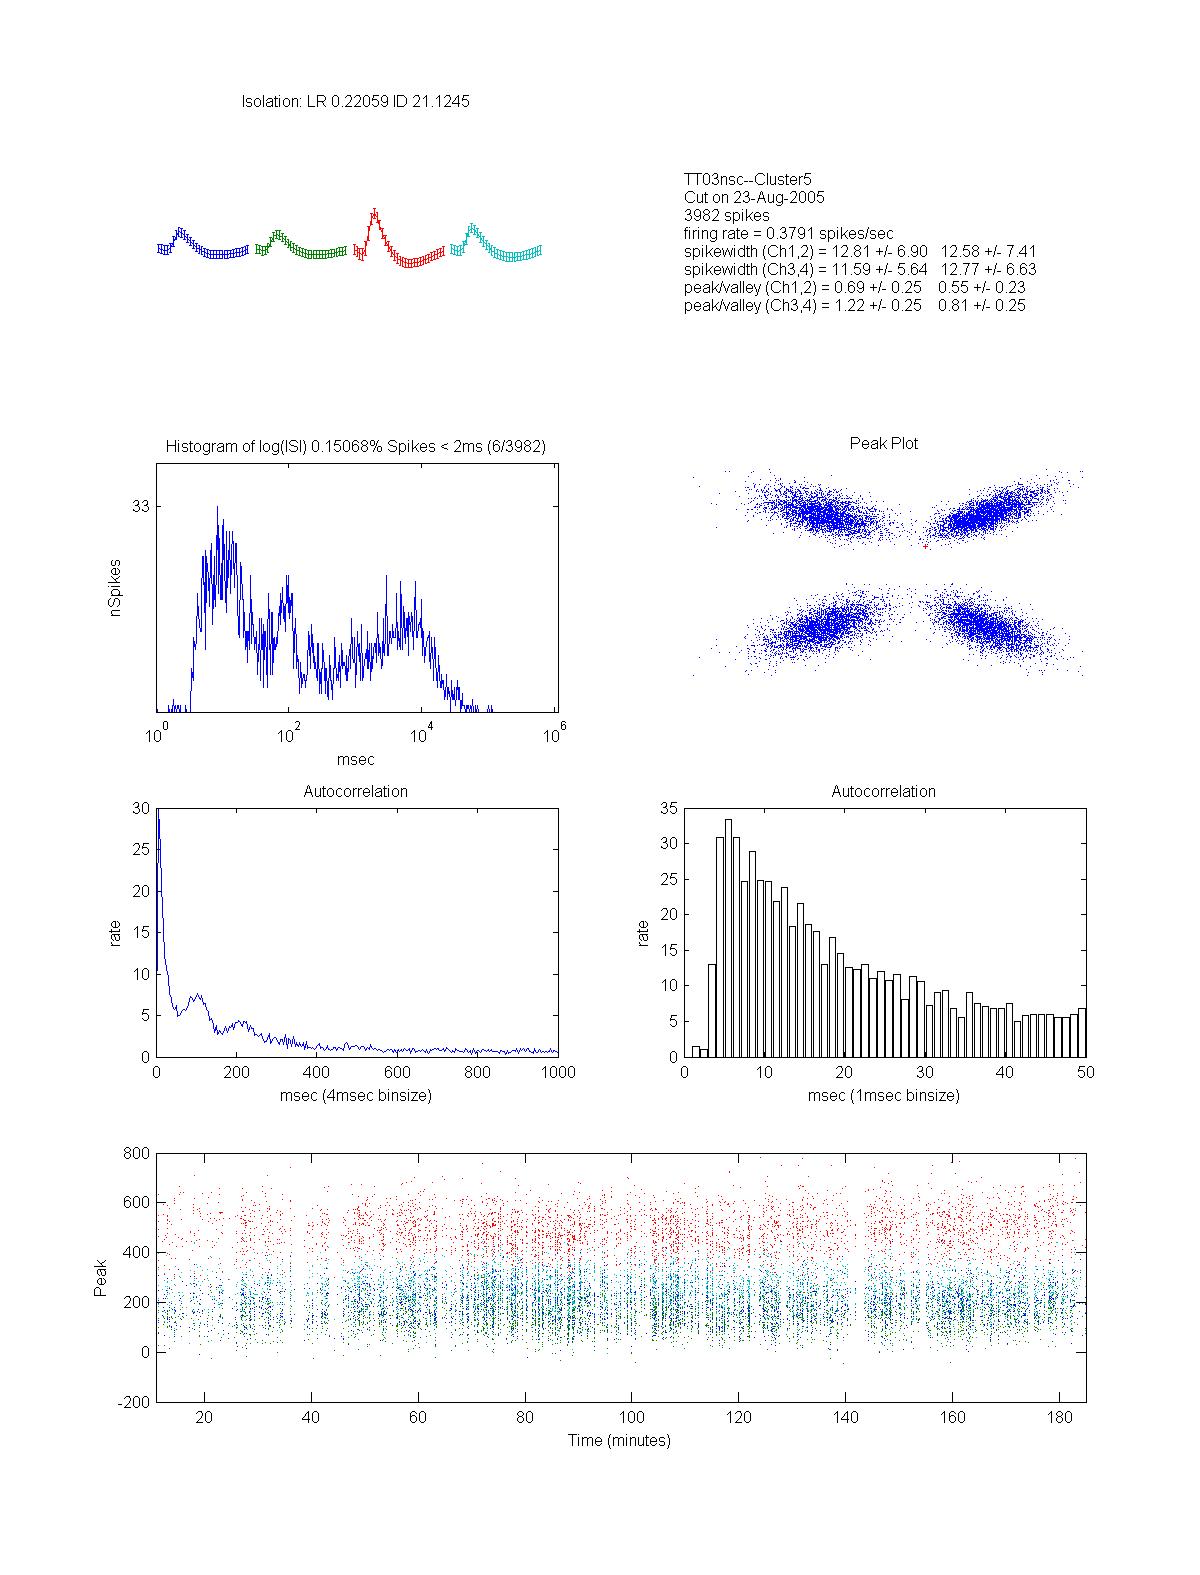 Isolation: LR 0.22059 ID 21.1245
TT03nsc--Cluster5
Cut on 23-Aug-2005
3982 spikes
firing rate = 0.3791 spikes/sec
spikewidth (Ch1,2) = 12.81 +/- 6.90 12.58 +/- 7.41
spikewidth (Ch3,4) = 11.59 +/- 5.64 12.77 +/- 6.63
peak/valley (Ch1,2) = 0.69 +/- 0.25 0.55 +/- 0.23
peak/valley (Ch3,4) = 1.22 +/- 0.25 0.81 +/- 0.25
Histogram of log(ISI) 0.15068% Spikes < 2ms (6/3982)
33
nSpikes
10^0 10^2 10^4 10^6
msec
Peak Plot
Autocorrelation
30
25
20
15
10
5
0
rate
0 200 400 600 800 1000
msec (4msec binsize)
Autocorrelation
35
30
25
20
15
10
5
0
rate
0 10 20 30 40 50
msec (1msec binsize)
800
600
400
200
0
-200
Peak
20 40 60 80 100 120 140 160 180
Time (minutes)